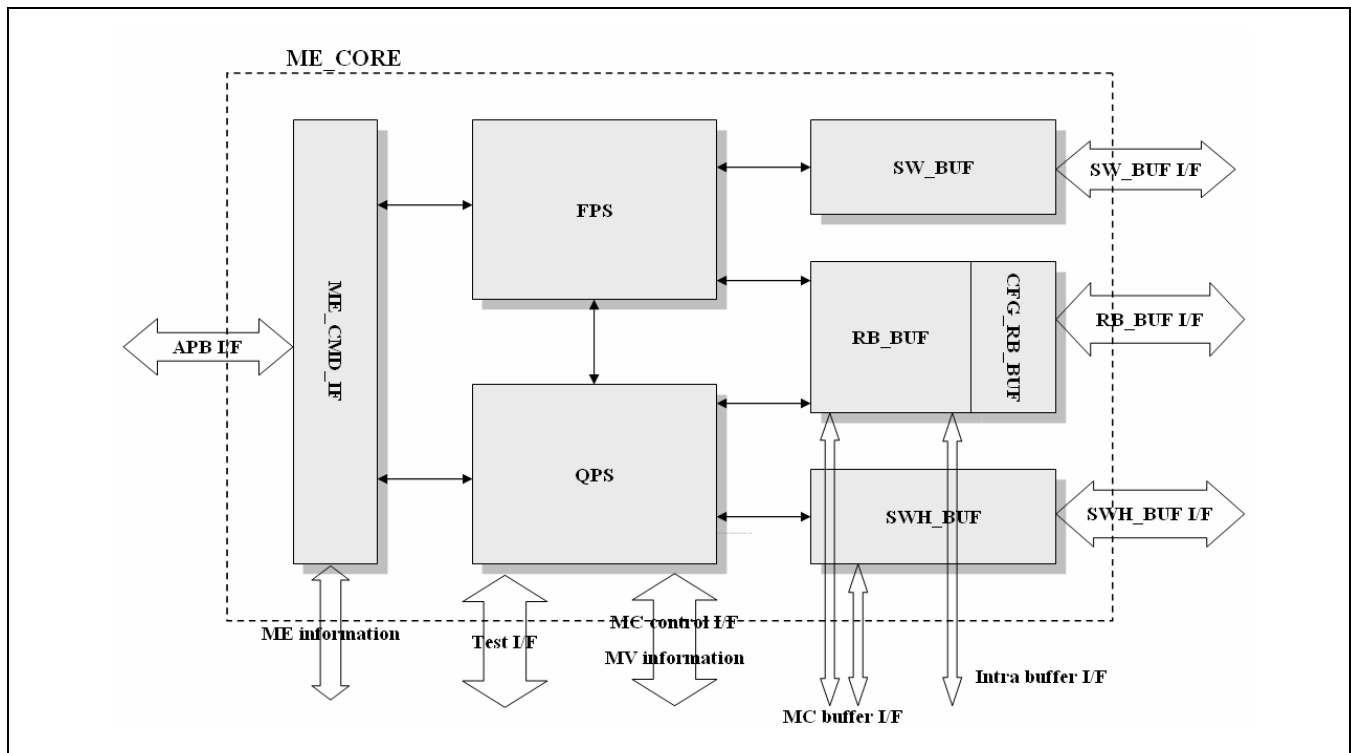 ME_CORE
SW_BUF
SW_BUF I/F
FPS
ME_CMD_IF
CFG_RB_BUF
RB_BUF
RB_BUF I/F
APB I/F
QPS
SWH_BUF
SWH_BUF I/F
ME information
Test I/F
MC control I/F
MV information
Intra buffer I/F
MC buffer I/F